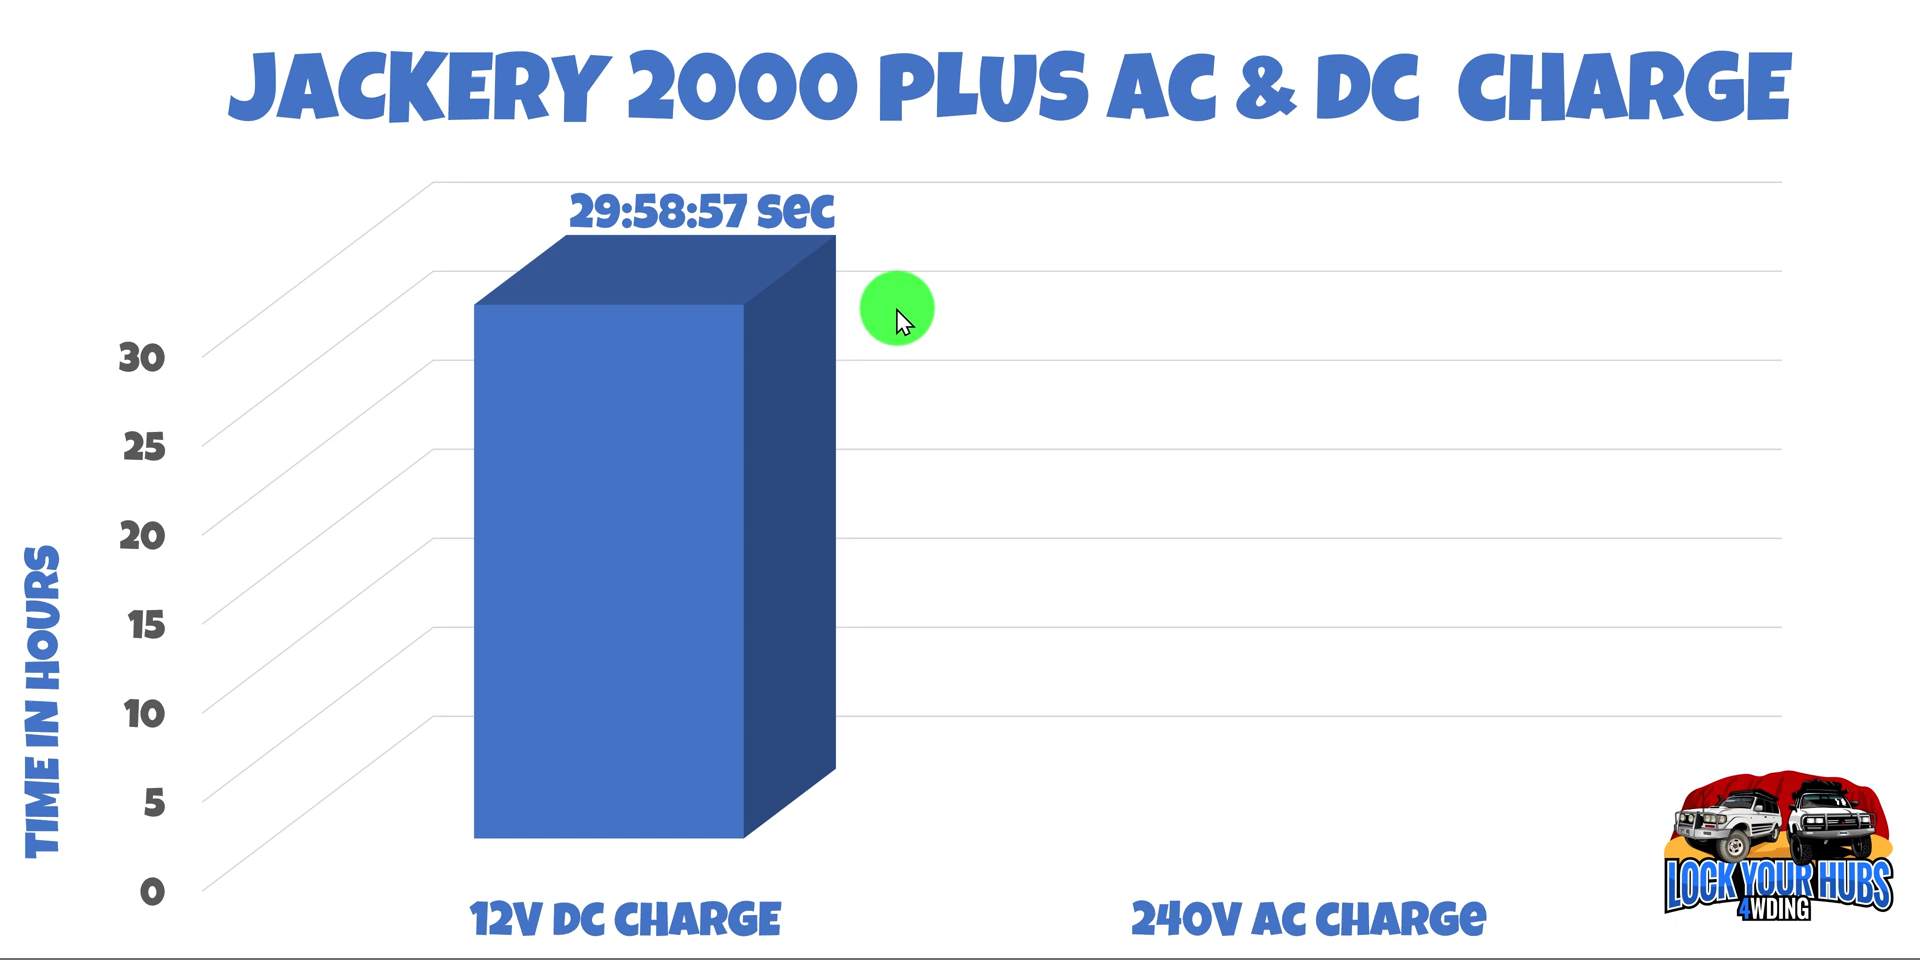 JACKERY 2000 PLUS AC & DC CHARGE
29:58:57 sec
30
25
20
15
10
5
0
TIME IN HOURS
12V DC CHARGE
240V AC CHARGe
LOCK YOUR HUBS
4WDING